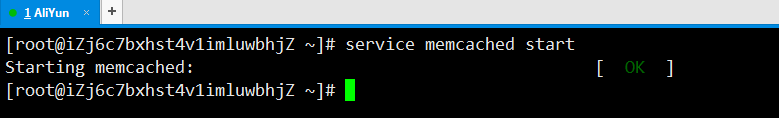 1 AliYun × +
[root@iZj6c7bxhst4v1imluwbhjZ ~]# service memcached start
Starting memcached: [ OK ]
[root@iZj6c7bxhst4v1imluwbhjZ ~]#